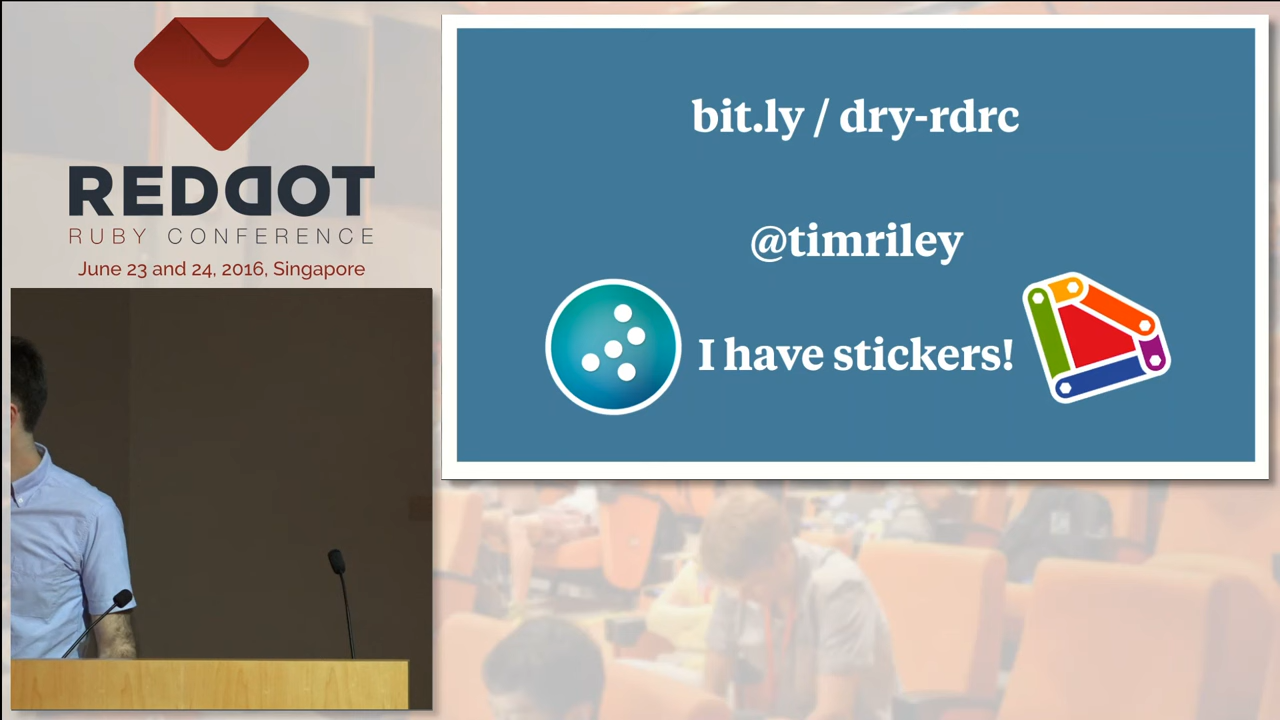 REDDOT
RUBY CONFERENCE
June 23 and 24, 2016, Singapore
bit.ly / dry-rdrc
@timriley
I have stickers!